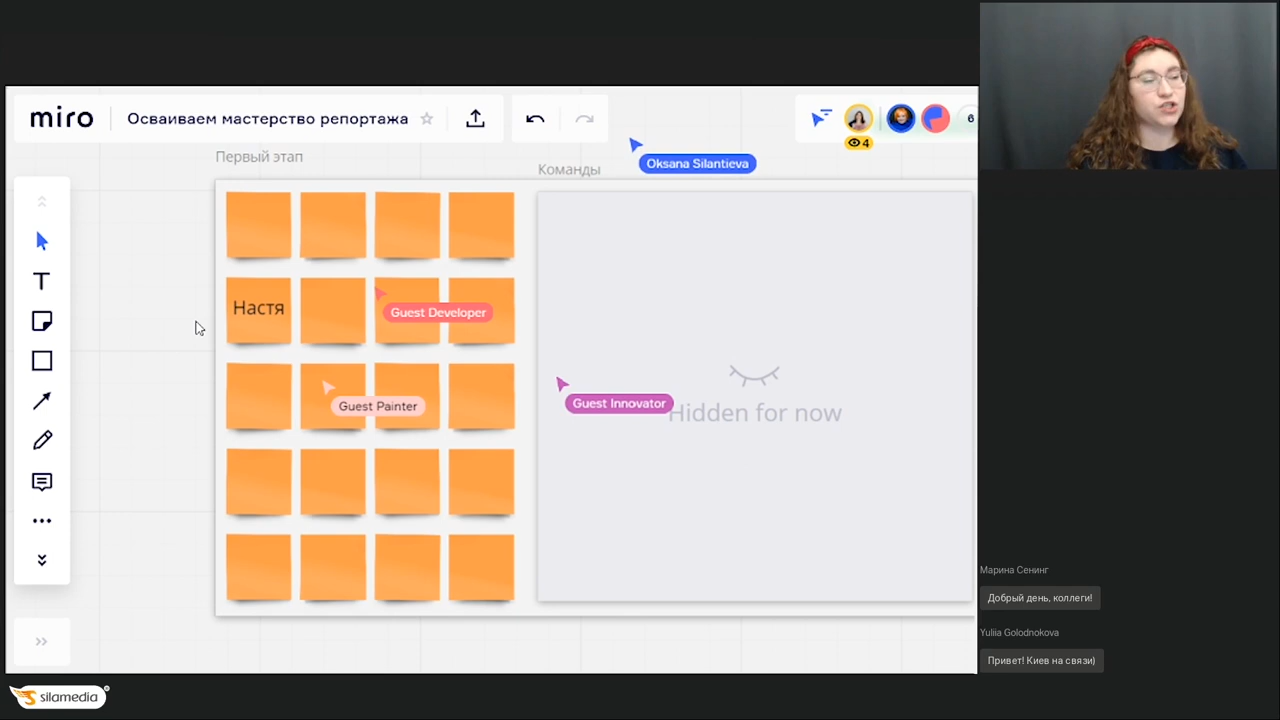 miro
Осваиваем мастерство репортажа
6
4
Oksana Silantieva
Первый этап
Команды
Настя
Guest Developer
Guest Painter
Guest Innovator
Hidden for now
Марина Сенинг
Добрый день, коллеги!
Yuliia Golodnokova
Привет! Киев на связи)
silamedia